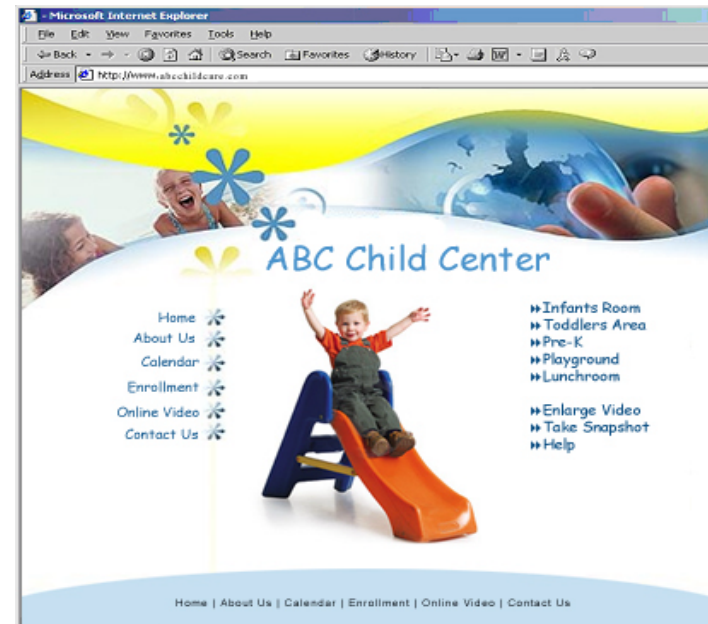 - Microsoft Internet Explorer
File Edit View Favorites Tools Help
Back Search Favorites History
Address http://www.abcchildcare.com
ABC Child Center
Home
About Us
Calendar
Enrollment
Online Video
Contact Us
Infants Room
Toddlers Area
Pre-K
Playground
Lunchroom
Enlarge Video
Take Snapshot
Help
Home | About Us | Calendar | Enrollment | Online Video | Contact Us